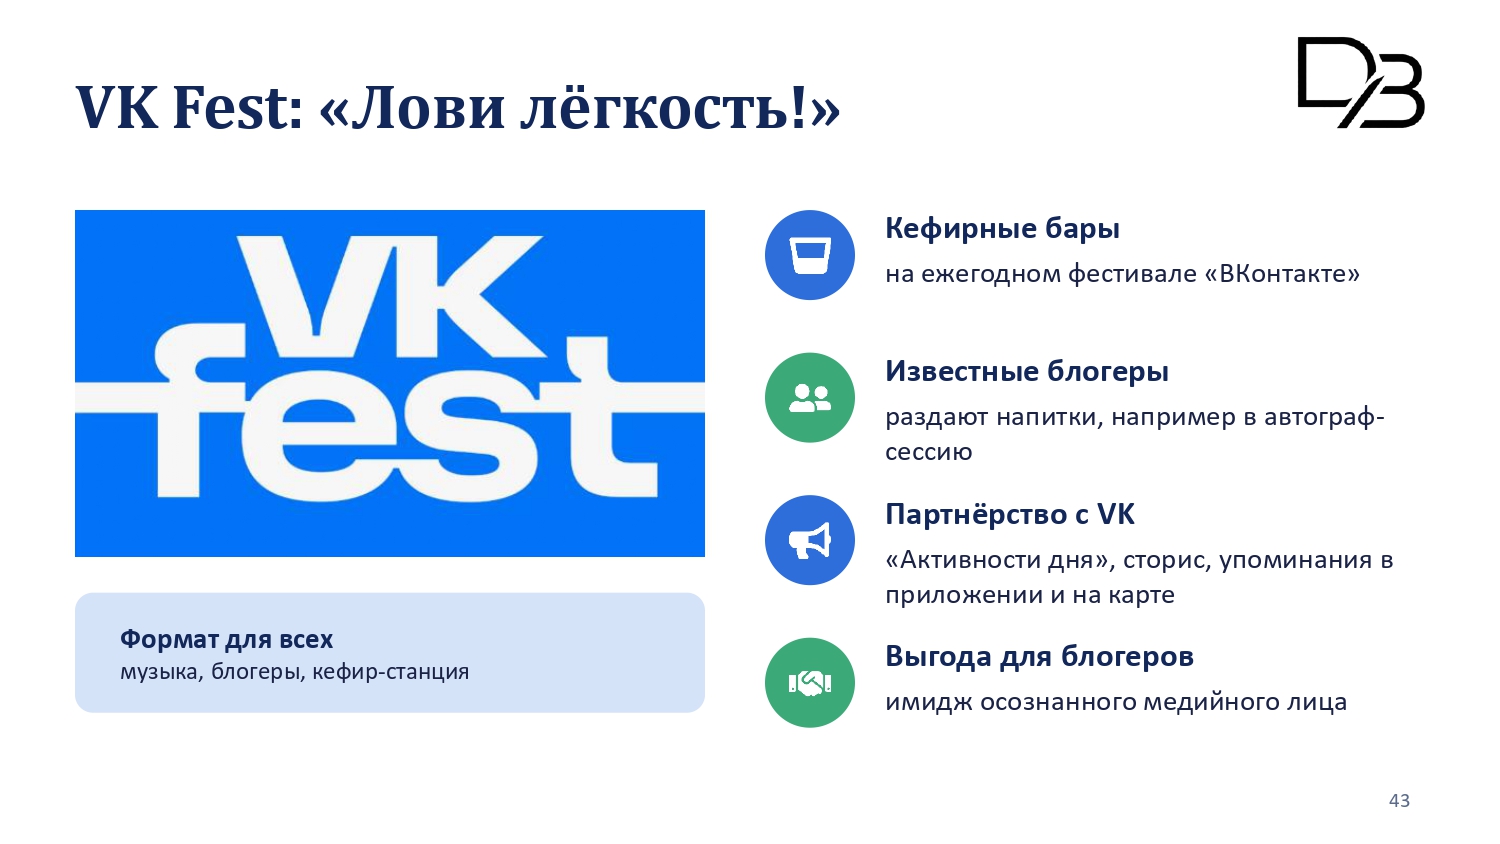 DB
VK Fest: «Лови лёгкость!»
VK
fest
Формат для всех
музыка, блогеры, кефир-станция
Кефирные бары
на ежегодном фестивале «ВКонтакте»
Известные блогеры
раздают напитки, например в автограф-
сессию
Партнёрство с VK
«Активности дня», сторис, упоминания в
приложении и на карте
Выгода для блогеров
имидж осознанного медийного лица
43